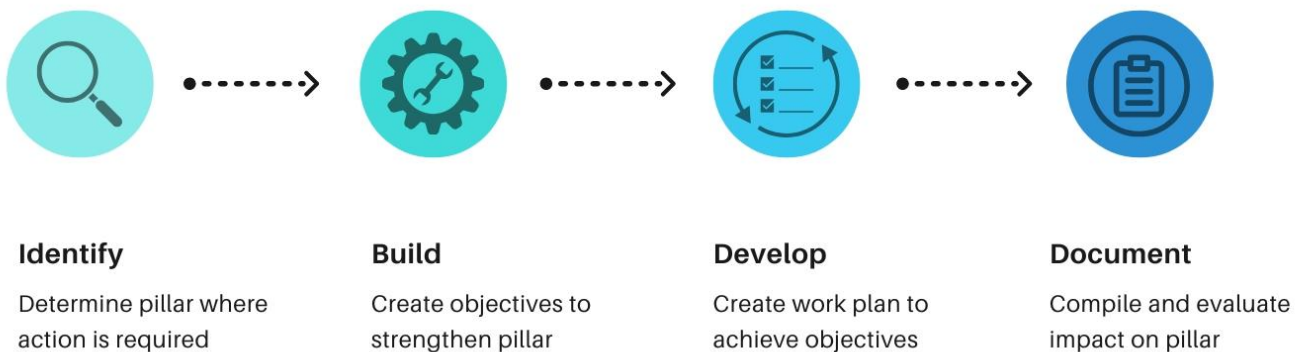 Identify
Determine pillar where
action is required
Build
Create objectives to
strengthen pillar
Develop
Create work plan to
achieve objectives
Document
Compile and evaluate
impact on pillar